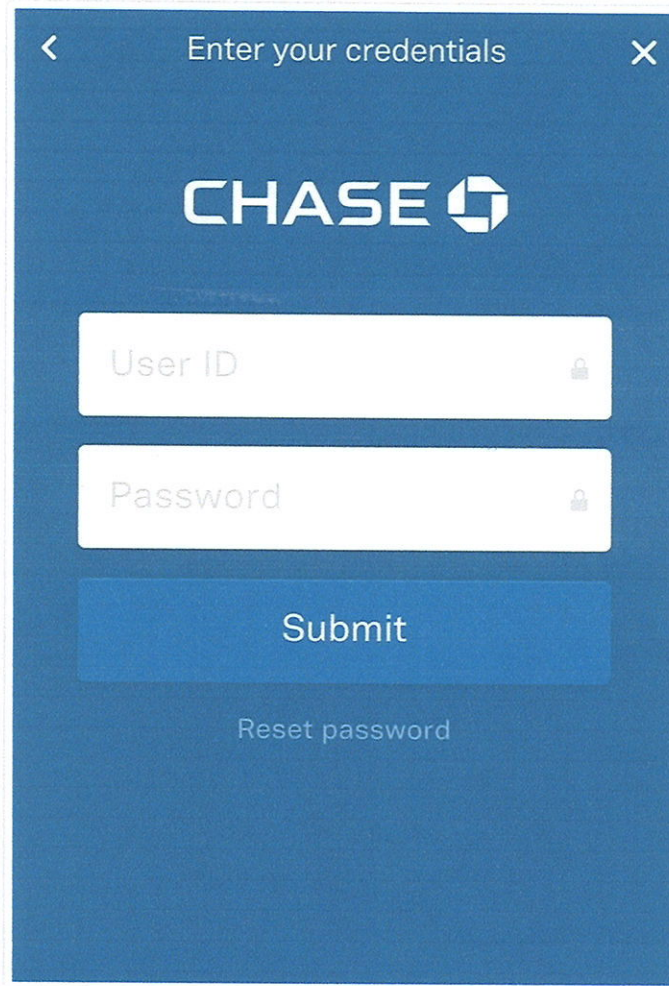 Enter your credentials
CHASE
User ID
Password
Submit
Reset password